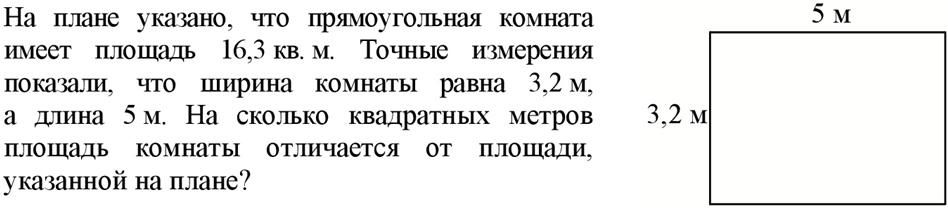 На плане указано, что прямоугольная комната
имеет площадь 16,3 кв. м. Точные измерения
показали, что ширина комнаты равна 3,2 м,
а длина 5 м. На сколько квадратных метров
площадь комнаты отличается от площади,
указанной на плане?
5 м
3,2 м